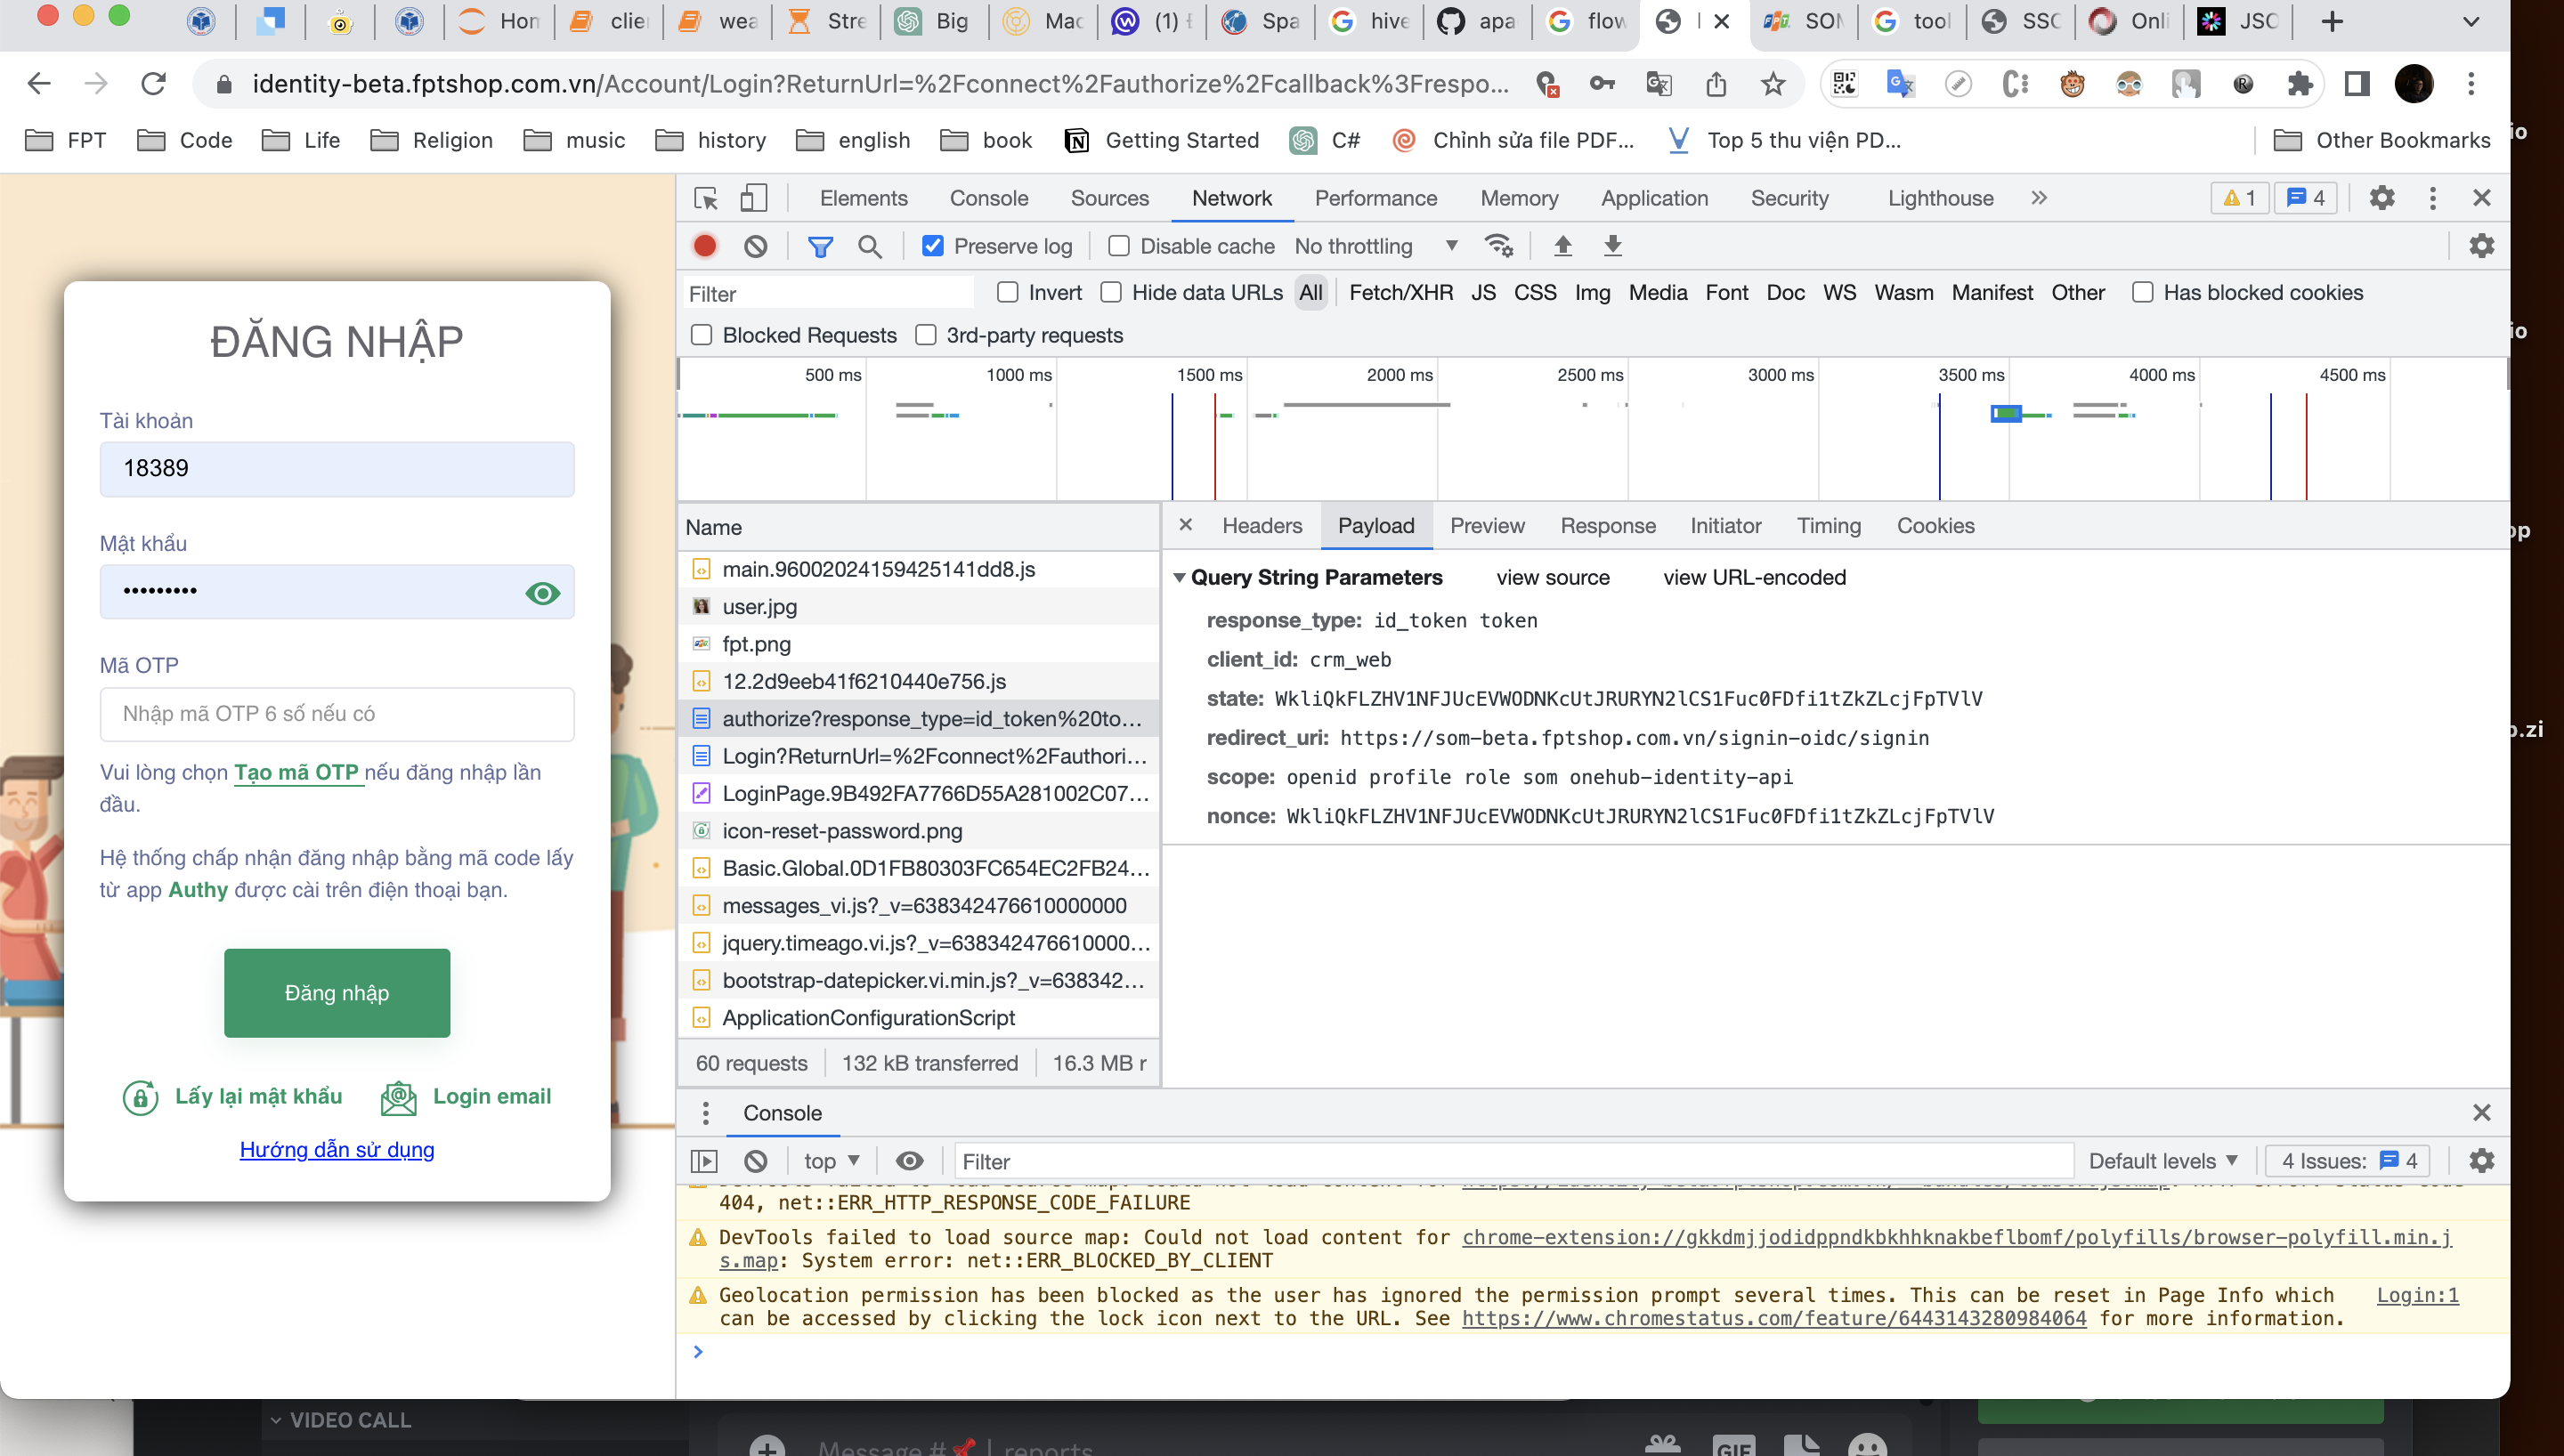 Hom
clie
wea
Stre
Big
Mac
(1)
Spa
hive
apa
flow
SOM
tool
SSO
Onli
JSO
identity-beta.fptshop.com.vn/Account/Login?ReturnUrl=%2Fconnect%2Fauthorize%2Fcallback%3Frespo...
FPT
Code
Life
Religion
music
history
english
book
Getting Started
C#
Chỉnh sửa file PDF...
Top 5 thu viện PD...
Other Bookmarks
ĐĂNG NHẬP
Tài khoản
18389
Mật khẩu
•••••••••
Mã OTP
Nhập mã OTP 6 số nếu có
Vui lòng chọn Tạo mã OTP nếu đăng nhập lần
đầu.
Hệ thống chấp nhận đăng nhập bằng mã code lấy
từ app Authy được cài trên điện thoại bạn.
Đăng nhập
Lấy lại mật khẩu
Login email
Hướng dẫn sử dụng
Elements
Console
Sources
Network
Performance
Memory
Application
Security
Lighthouse
1
4
Preserve log
Disable cache
No throttling
Filter
Invert
Hide data URLs
All
Fetch/XHR
JS
CSS
Img
Media
Font
Doc
WS
Wasm
Manifest
Other
Has blocked cookies
Blocked Requests
3rd-party requests
500 ms
1000 ms
1500 ms
2000 ms
2500 ms
3000 ms
3500 ms
4000 ms
4500 ms
Name
main.96002024159425141dd8.js
user.jpg
fpt.png
12.2d9eeb41f6210440e756.js
authorize?response_type=id_token%20to...
Login?ReturnUrl=%2Fconnect%2Fauthori...
LoginPage.9B492FA7766D55A281002C07...
icon-reset-password.png
Basic.Global.0D1FB80303FC654EC2FB24...
messages_vi.js?_v=638342476610000000
jquery.timeago.vi.js?_v=638342476610000...
bootstrap-datepicker.vi.min.js?_v=638342...
ApplicationConfigurationScript
60 requests
132 kB transferred
16.3 MB r
Headers
Payload
Preview
Response
Initiator
Timing
Cookies
Query String Parameters
view source
view URL-encoded
response_type: id_token token
client_id: crm_web
state: WkliQkFLZHV1NFJUcEVWODNKcUtJRURYN2lCS1Fuc0FDfi1tZkZLcjFpTVlV
redirect_uri: https://som-beta.fptshop.com.vn/signin-oidc/signin
scope: openid profile role som onehub-identity-api
nonce: WkliQkFLZHV1NFJUcEVWODNKcUtJRURYN2lCS1Fuc0FDfi1tZkZLcjFpTVlV
Console
top
Filter
Default levels
4 Issues: 4
404, net::ERR_HTTP_RESPONSE_CODE_FAILURE
DevTools failed to load source map: Could not load content for chrome-extension://gkkdmjjodidppndkbkhhknakbeflbomf/polyfills/browser-polyfill.min.j
s.map: System error: net::ERR_BLOCKED_BY_CLIENT
Geolocation permission has been blocked as the user has ignored the permission prompt several times. This can be reset in Page Info which
Login:1
can be accessed by clicking the lock icon next to the URL. See https://www.chromestatus.com/feature/6443143280984064 for more information.
VIDEO CALL
Message #
reports
GIF
io
io
op
p.zi